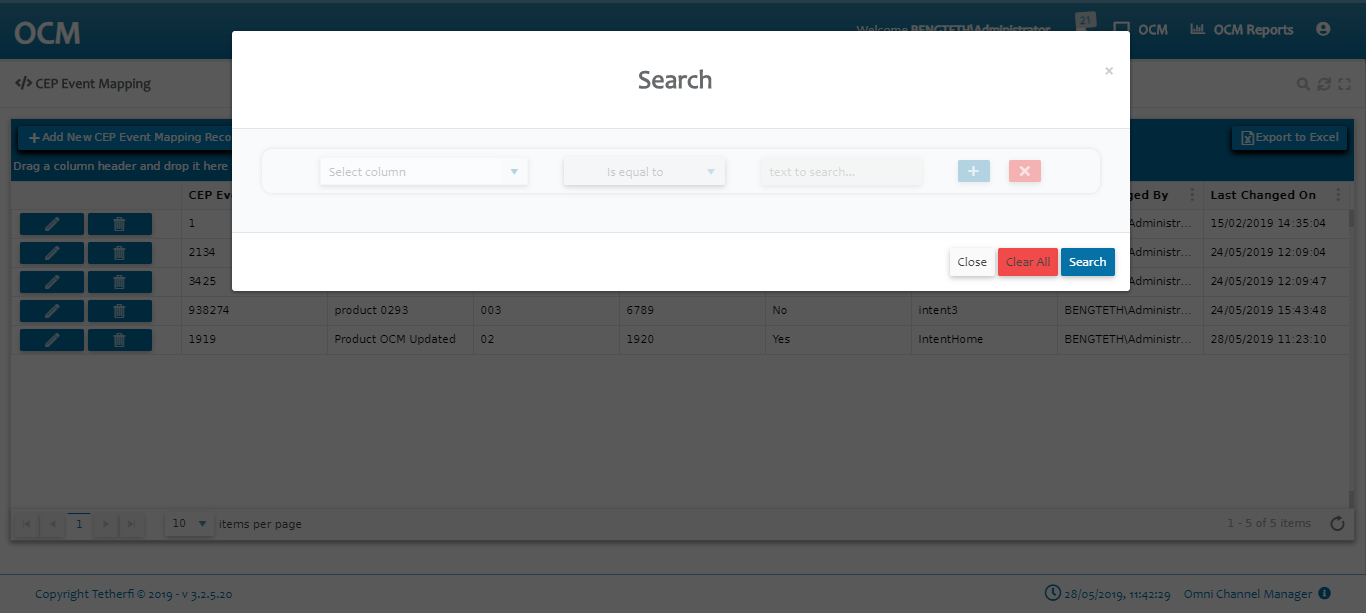 OCM
Welcome BENGTETH\Administrator
21
OCM
OCM Reports
CEP Event Mapping
Search
×
Add New CEP Event Mapping Reco
Export to Excel
Drag a column header and drop it here
Select column
Is equal to
text to search...
Close
Clear All
Search
CEP Eve
ged By
Last Changed On
1
Administr...
15/02/2019 14:35:04
2134
Administr...
24/05/2019 12:09:04
3425
Administr...
24/05/2019 12:09:47
938274
product 0293
003
6789
No
intent3
BENGTETH\Administr...
24/05/2019 15:43:48
1919
Product OCM Updated
02
1920
Yes
IntentHome
BENGTETH\Administr...
28/05/2019 11:23:10
1
10
items per page
1 - 5 of 5 items
Copyright Tetherfi © 2019 - v 3.2.5.20
28/05/2019, 11:42:29
Omni Channel Manager